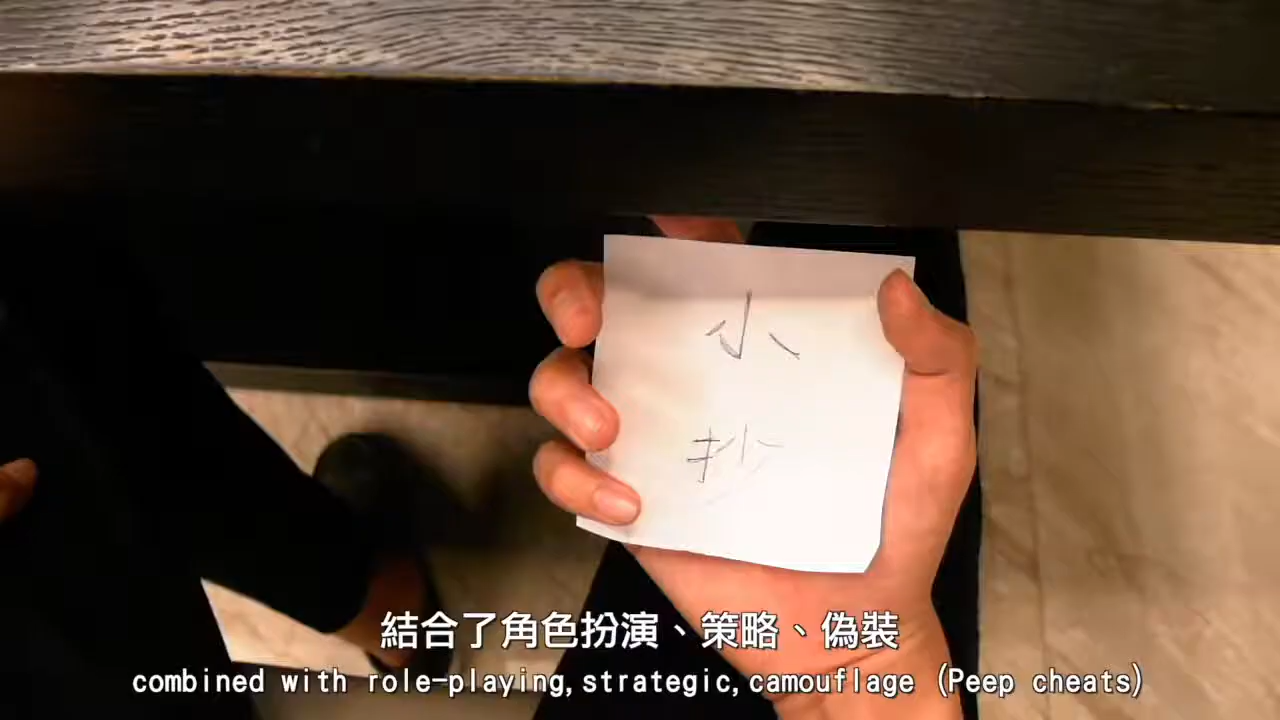 小
抄
結合了角色扮演、策略、偽裝
combined with role-playing,strategic,camouflage (Peep cheats)